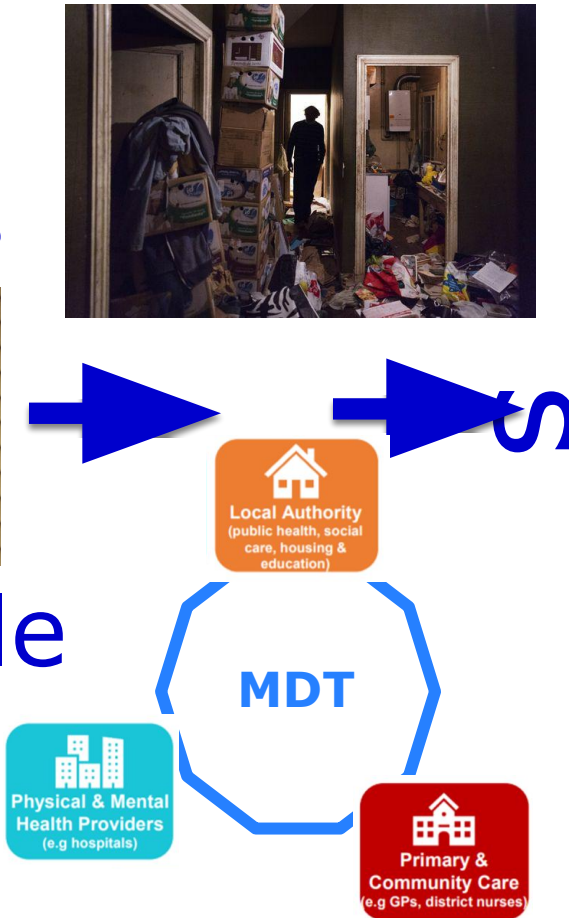 S
le
Local Authority
(public health, social
care, housing &
education)
MDT
Physical & Mental
Health Providers
(e.g hospitals)
Primary &
Community Care
(e.g GPs, district nurses)